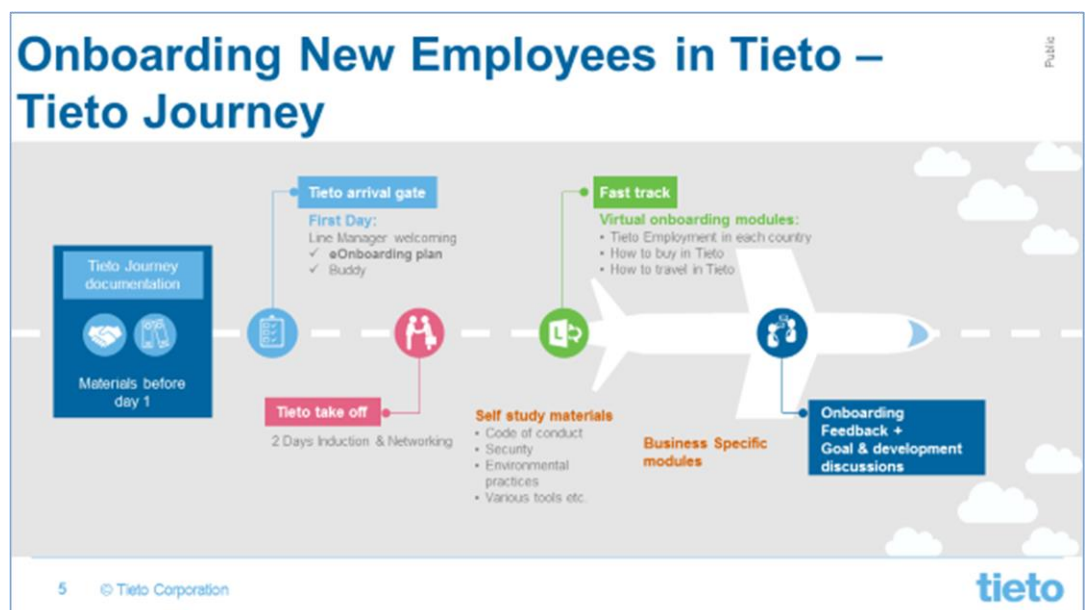 Onboarding New Employees in Tieto –
Tieto Journey
Public
Tieto Journey
documentation
Materials before
day 1
Tieto arrival gate
First Day:
Line Manager welcoming
✓ eOnboarding plan
✓ Buddy
Tieto take off
2 Days Induction & Networking
Fast track
Virtual onboarding modules:
• Tieto Employment in each country
• How to buy in Tieto
• How to travel in Tieto
Self study materials
• Code of conduct
• Security
• Environmental
practices
• Various tools etc.
Business Specific
modules
Onboarding
Feedback +
Goal & development
discussions
5 © Tieto Corporation
tieto